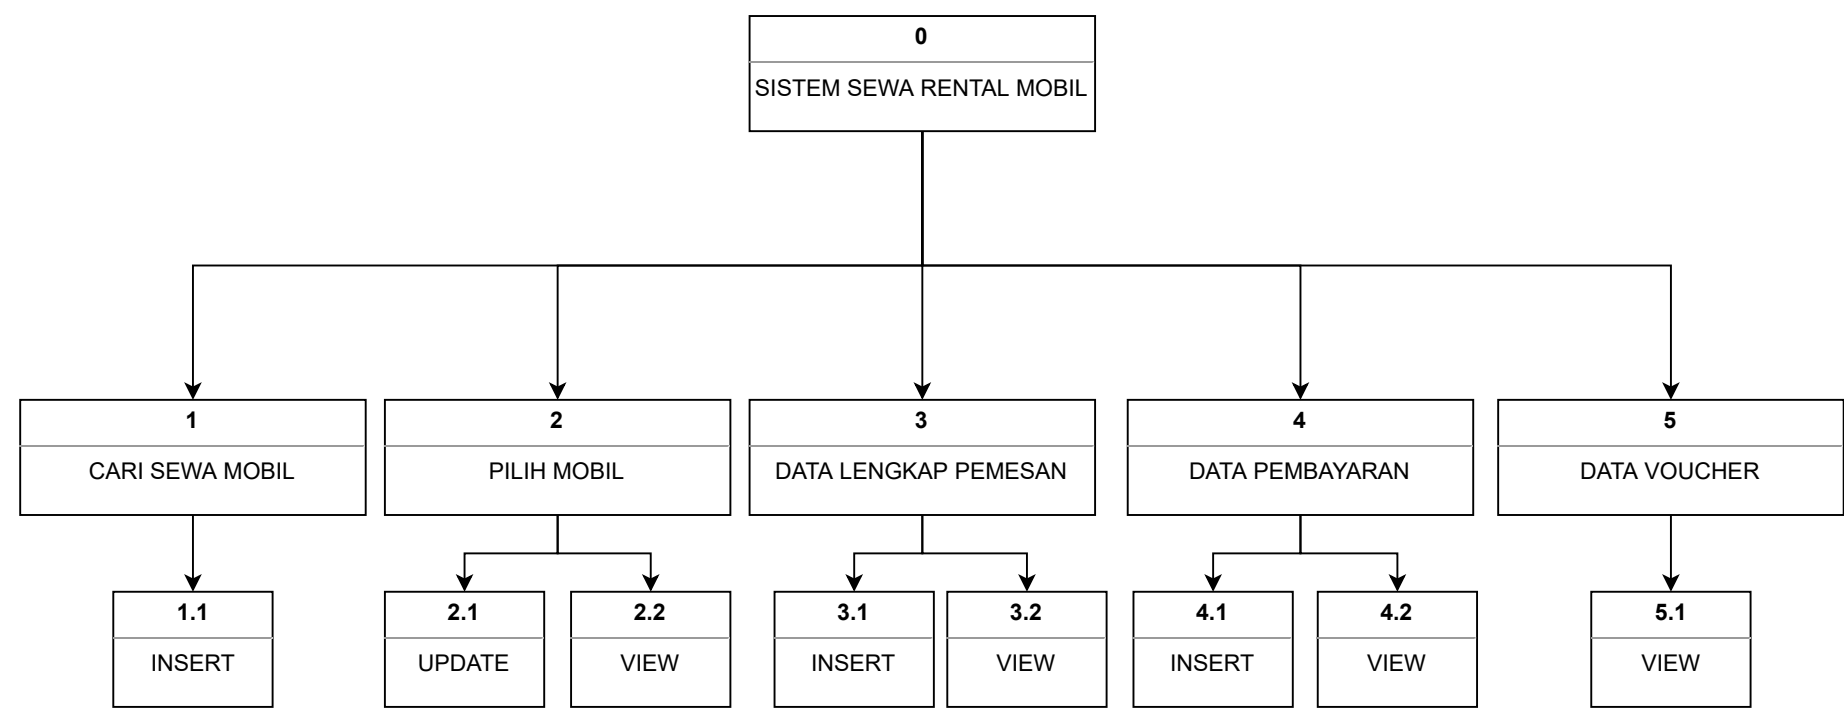 0
SISTEM SEWA RENTAL MOBIL
1
CARI SEWA MOBIL
2
PILIH MOBIL
3
DATA LENGKAP PEMESAN
4
DATA PEMBAYARAN
5
DATA VOUCHER
1.1
INSERT
2.1
UPDATE
2.2
VIEW
3.1
INSERT
3.2
VIEW
4.1
INSERT
4.2
VIEW
5.1
VIEW